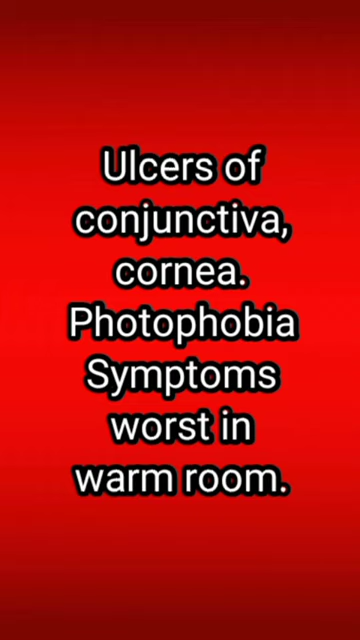 Ulcers of
conjunctiva,
cornea.
Photophobia
Symptoms
worst in
warm room.